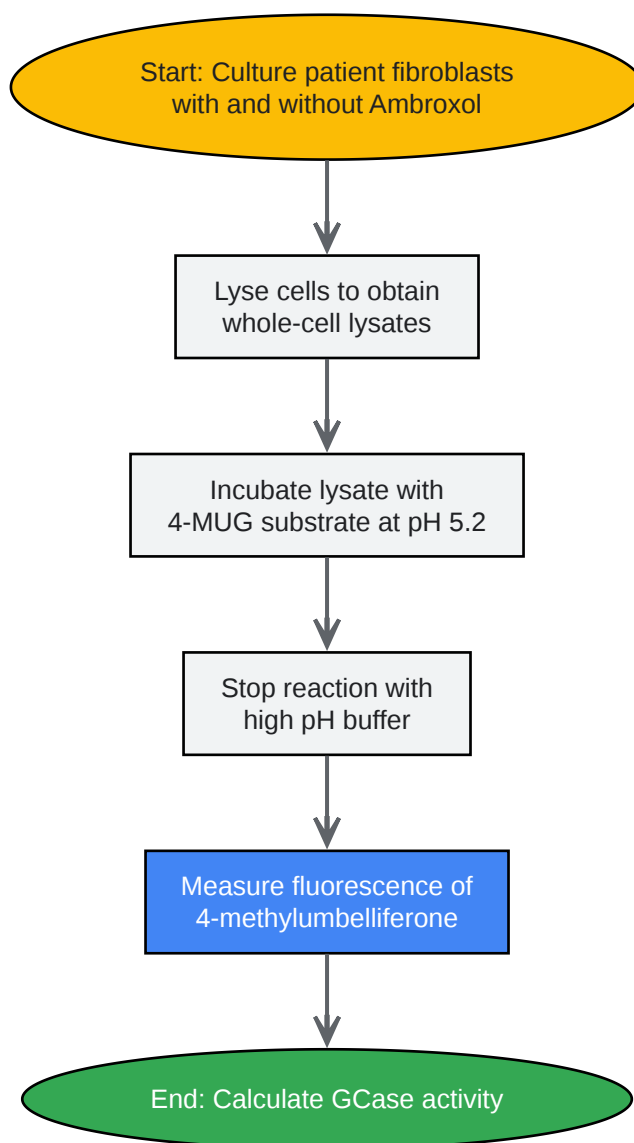 Start: Culture patient fibroblasts
with and without Ambroxol
Lyse cells to obtain
whole-cell lysates
Incubate lysate with
4-MUG substrate at pH 5.2
Stop reaction with
high pH buffer
Measure fluorescence of
4-methylumbelliferone
End: Calculate GCase activity